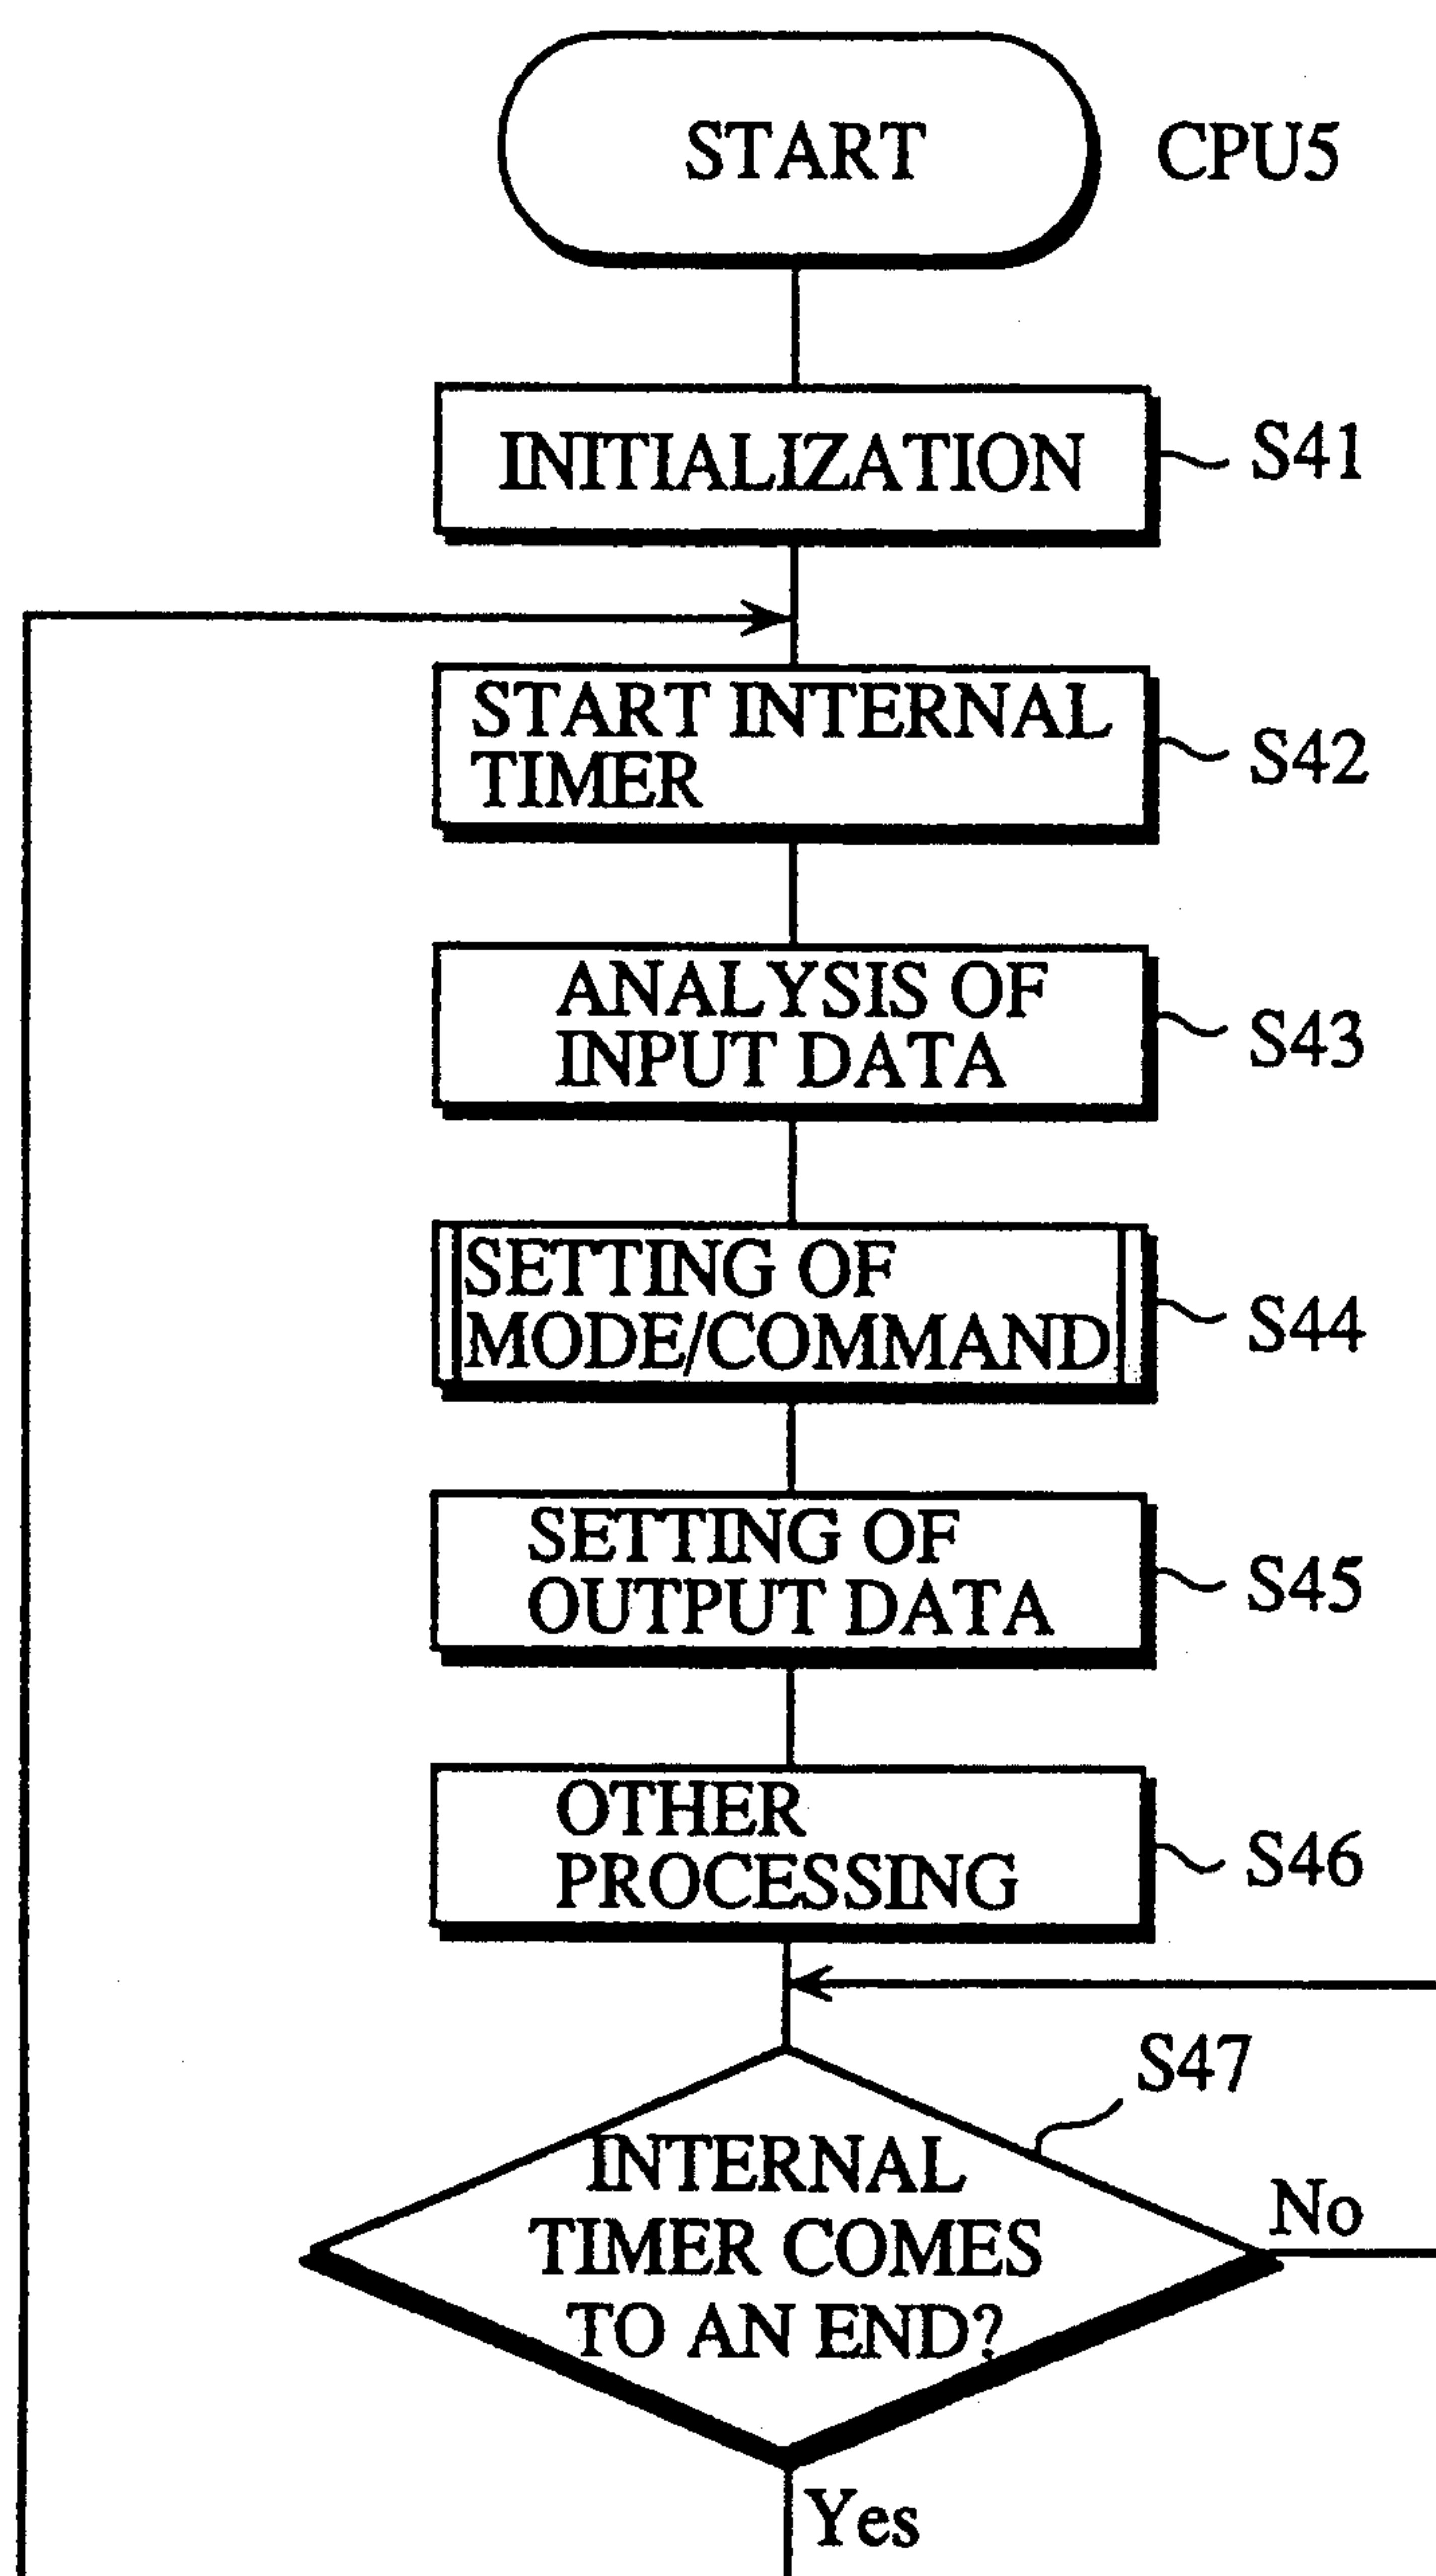 START
CPU5
INITIALIZATION
S41
START INTERNAL
TIMER
S42
ANALYSIS OF
INPUT DATA
S43
SETTING OF
MODE/COMMAND
S44
SETTING OF
OUTPUT DATA
S45
OTHER
PROCESSING
S46
S47
INTERNAL
TIMER COMES
TO AN END?
No
Yes